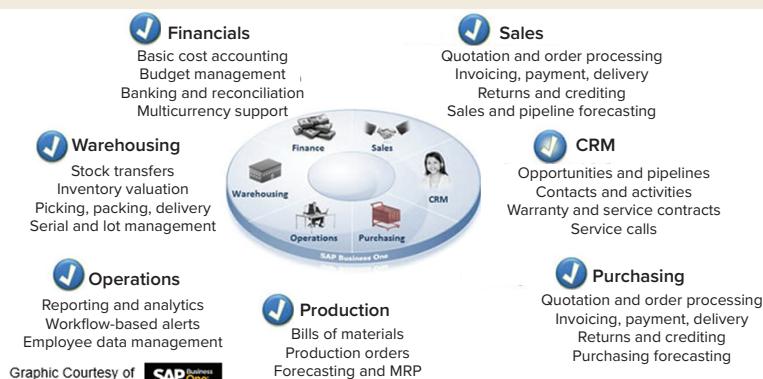 Financials
Basic cost accounting
Budget management
Banking and reconciliation
Multicurrency support
Sales
Quotation and order processing
Invoicing, payment, delivery
Returns and crediting
Sales and pipeline forecasting
Warehousing
Stock transfers
Inventory valuation
Picking, packing, delivery
Serial and lot management
Finance
Sales
Warehousing
CRM
Operations
Purchasing
SAP Business One
CRM
Opportunities and pipelines
Contacts and activities
Warranty and service contracts
Service calls
Operations
Reporting and analytics
Workflow-based alerts
Employee data management
Production
Bills of materials
Production orders
Forecasting and MRP
Purchasing
Quotation and order processing
Invoicing, payment, delivery
Returns and crediting
Purchasing forecasting
Graphic Courtesy of
SAP Business
One